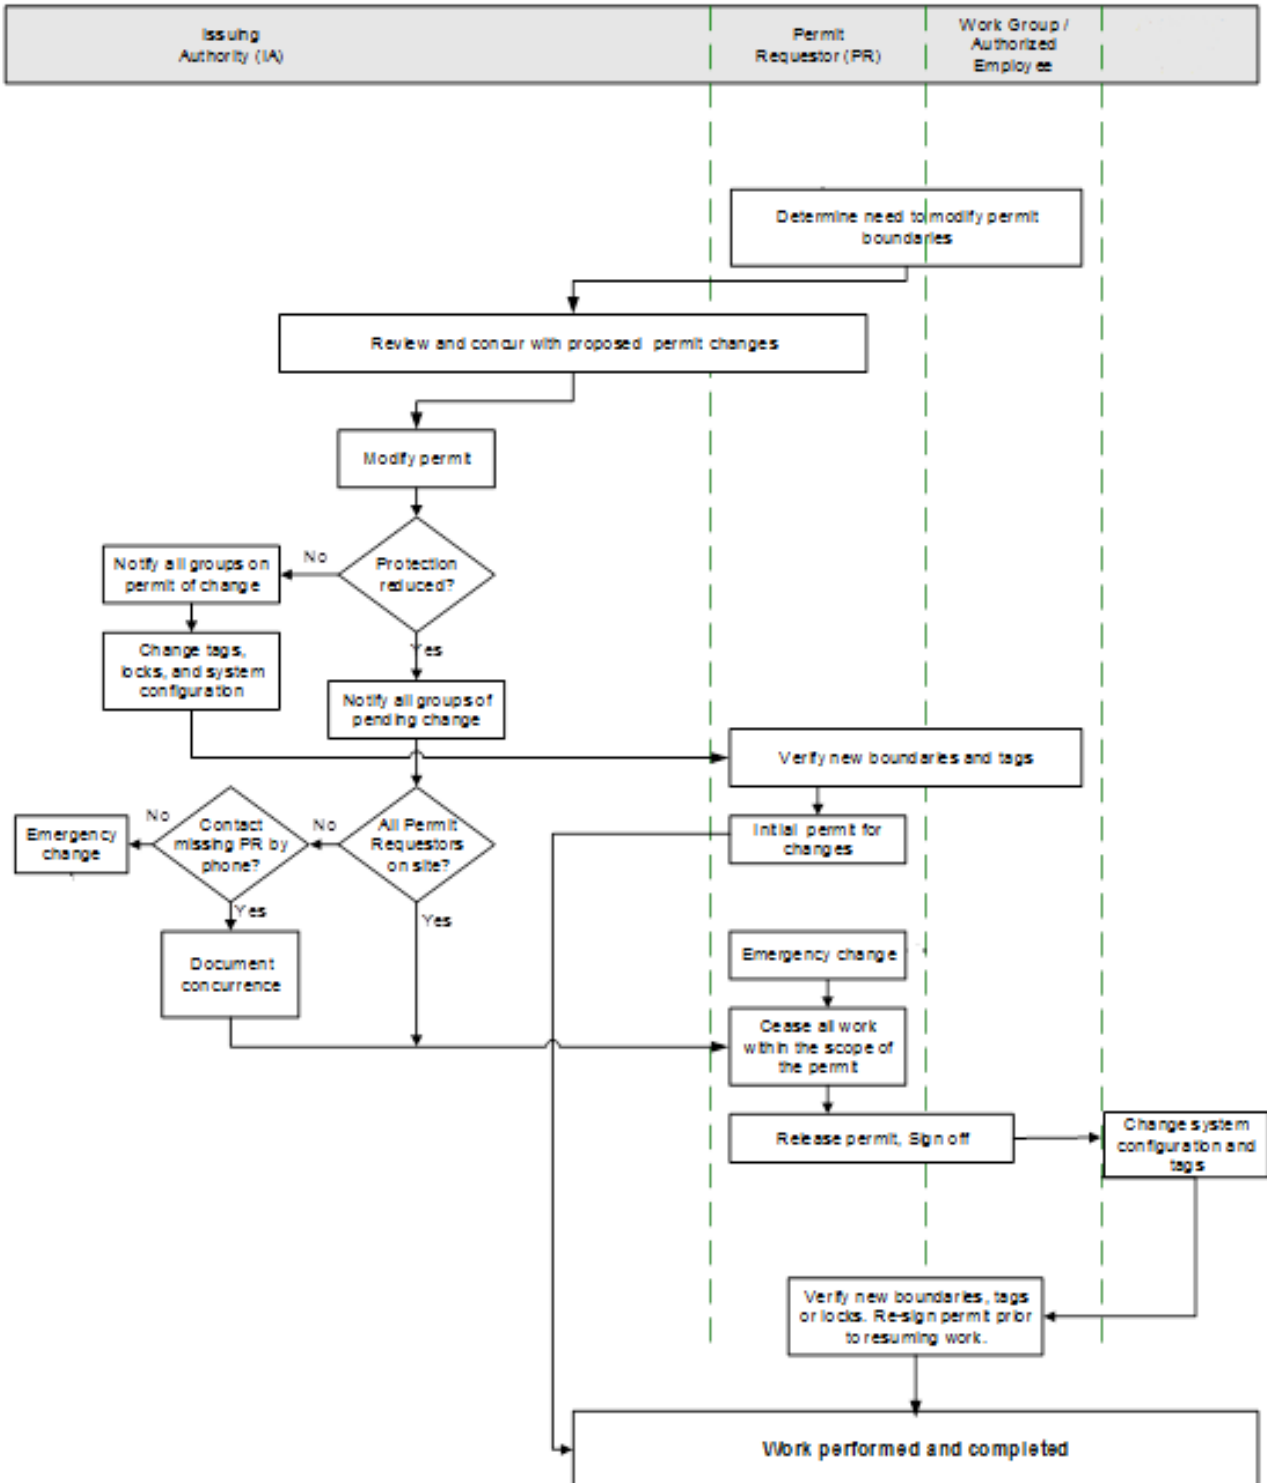 Issuing
Authority (IA)
Permit
Requestor (PR)
Work Group /
Authorized
Employee
Determine need to modify permit
boundaries
Review and concur with proposed permit changes
Modify permit
Protection
reduced?
No
Notify all groups on
permit of change
Change tags,
locks, and system
configuration
Yes
Notify all groups of
pending change
Verify new boundaries and tags
Initial permit for
changes
All Permit
Requestors
on site?
No
Contact
missing PR by
phone?
No
Emergency
change
Yes
Yes
Document
concurrence
Emergency change
Cease all work
within the scope of
the permit
Release permit, Sign off
Change system
configuration and
tags
Verify new boundaries, tags
or locks. Re-sign permit prior
to resuming work.
Work performed and completed